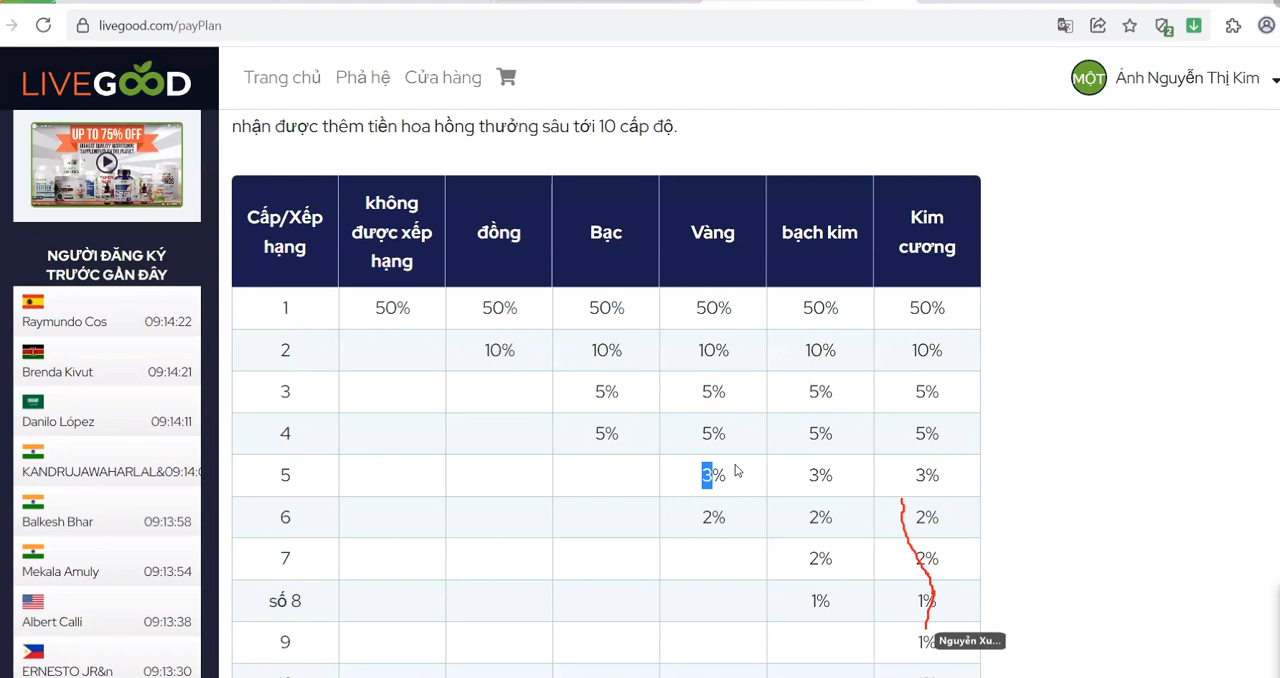 livegood.com/payPlan
2
LIVEGOOD
Trang chủ Phả hệ Cửa hàng
MỘT Ánh Nguyễn Thị Kim
UP TO 75% OFF
nhận được thêm tiền hoa hồng thưởng sâu tới 10 cấp độ.
NGƯỜI ĐĂNG KÝ
TRƯỚC GẦN ĐÂY
Raymundo Cos 09:14:22
Brenda Kivut 09:14:21
Danilo López 09:14:11
KANDRUJAWAHARLAL&09:14:0
Balkesh Bhar 09:13:58
Mekala Amuly 09:13:54
Albert Calli 09:13:38
ERNESTO JR&n 09:13:30
Cấp/Xếp hạng không được xếp hạng đồng Bạc Vàng bạch kim Kim cương
1 50% 50% 50% 50% 50% 50%
2 10% 10% 10% 10% 10%
3 5% 5% 5% 5%
4 5% 5% 5% 5%
5 3% 3% 3%
6 2% 2% 2%
7 2% 2%
số 8 1% 1%
9 1%
Nguyễn Xu...